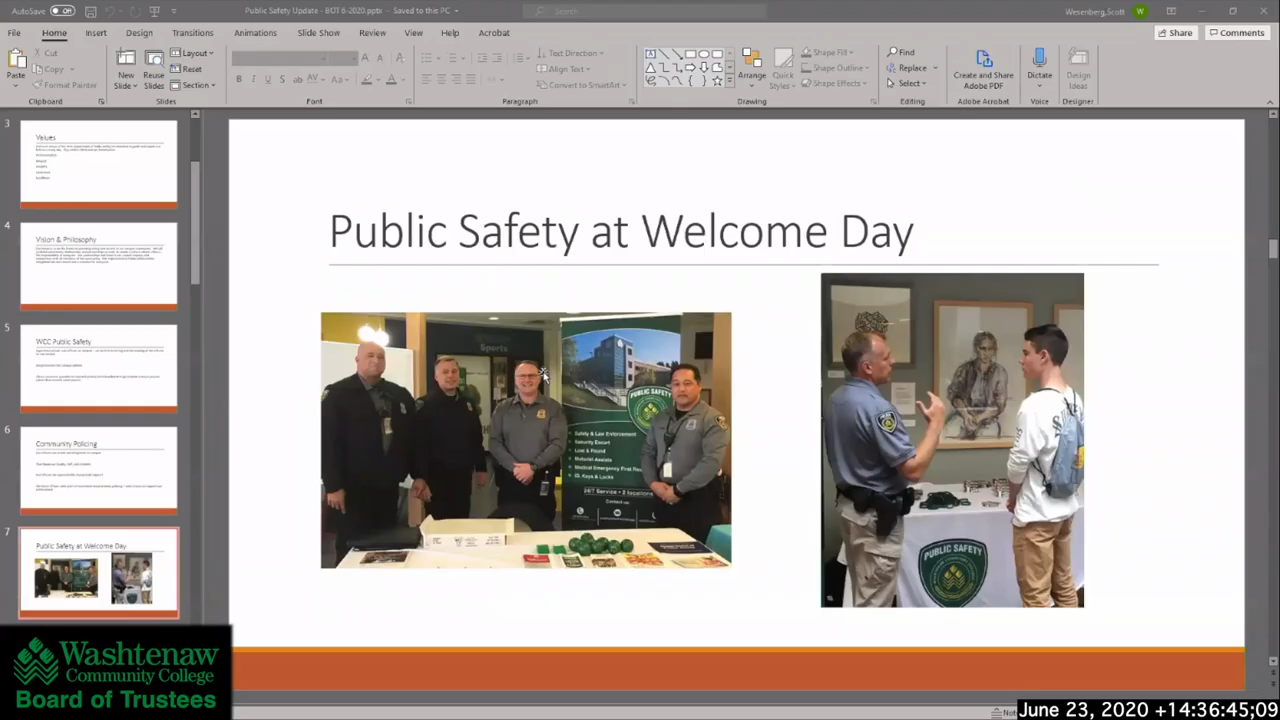 AutoSave Off
Public Safety Update - BOT 6-2020.pptx - Saved to this PC
Search
Wesenberg,Scott W
File Home Insert Design Transitions Animations Slide Show Review View Help Acrobat
Share Comments
Paste
Cut
Copy
Format Painter
Clipboard
New Slide
Reuse Slides
Layout
Reset
Section
Slides
Font
Text Direction
Align Text
Convert to SmartArt
Paragraph
Arrange
Quick Styles
Shape Fill
Shape Outline
Shape Effects
Drawing
Find
Replace
Select
Editing
Create and Share Adobe PDF
Adobe Acrobat
Dictate
Voice
Design Ideas
Designer
3
Values
4
Vision & Philosophy
5
WCC Public Safety
6
Community Policing
7
Public Safety at Welcome Day
Public Safety at Welcome Day
Sports
PUBLIC SAFETY
Safety & Law Enforcement
Security Escort
Lost & Found
Motorist Assists
Medical Emergency First
ID, Keys & Locks
24/7 Service • 2 locations
Contact us:
PUBLIC SAFETY
Washtenaw
Community College
Board of Trustees
June 23, 2020 +14:36:45;09